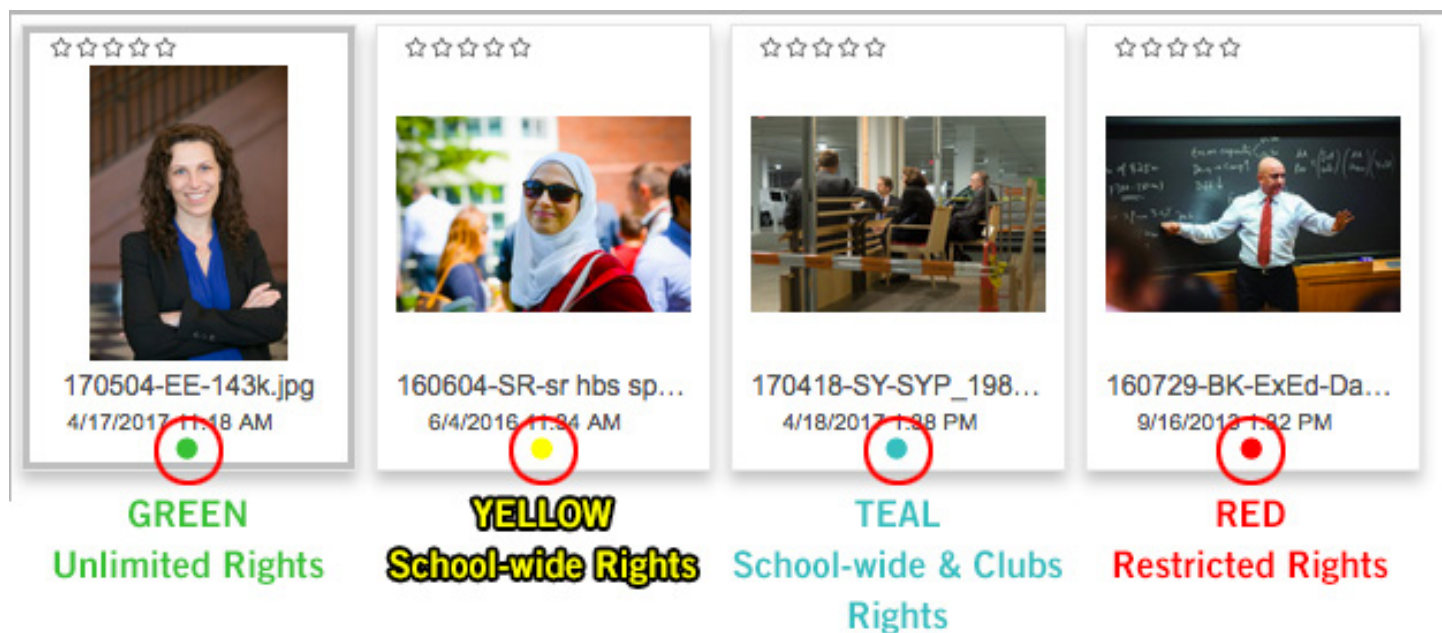 170504-EE-143k.jpg
4/17/2017 11:18 AM
GREEN
Unlimited Rights
160604-SR-sr hbs sp...
6/4/2016 11:34 AM
YELLOW
School-wide Rights
170418-SY-SYP_198...
4/18/2017 1:38 PM
TEAL
School-wide & Clubs
Rights
160729-BK-ExEd-Da...
9/16/2013 1:32 PM
RED
Restricted Rights